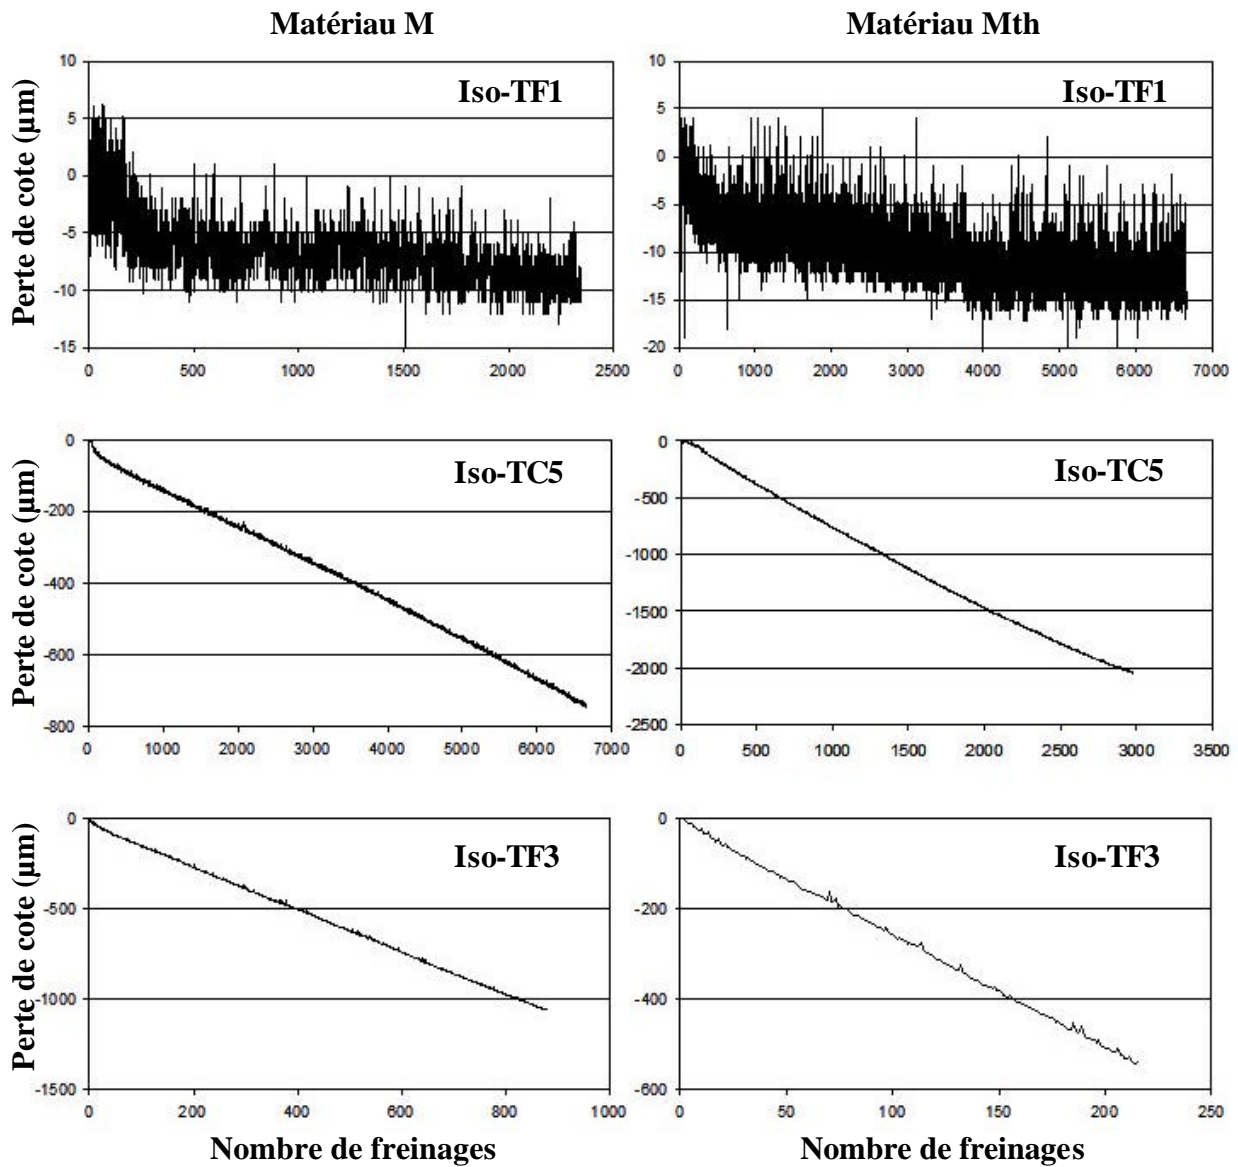 Matériau M
Matériau Mth
Perte de cote (µm)
10
5
0
-5
-10
-15
Iso-TF1
0 500 1000 1500 2000 2500
10
5
0
-5
-10
-15
-20
Iso-TF1
0 1000 2000 3000 4000 5000 6000 7000
Perte de cote (µm)
0
-200
-400
-600
-800
Iso-TC5
0 1000 2000 3000 4000 5000 6000 7000
0
-500
-1000
-1500
-2000
-2500
Iso-TC5
0 500 1000 1500 2000 2500 3000 3500
Perte de cote (µm)
0
-500
-1000
-1500
Iso-TF3
0 200 400 600 800 1000
Nombre de freinages
0
-200
-400
-600
Iso-TF3
0 50 100 150 200 250
Nombre de freinages